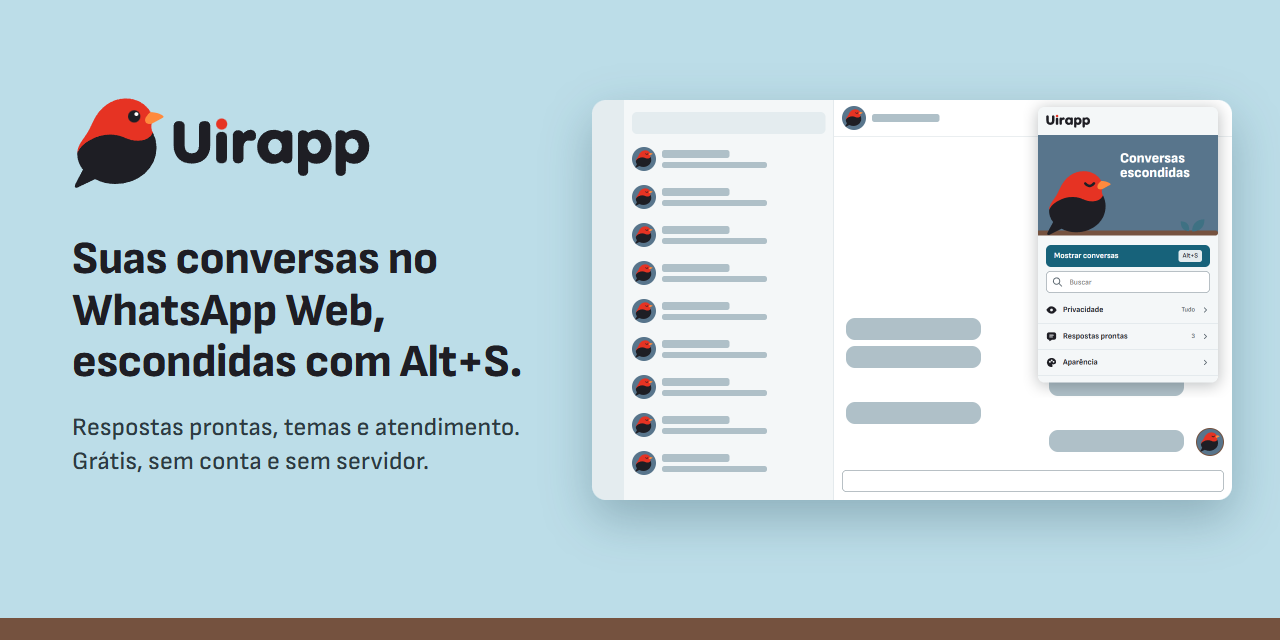 Uirapp
Suas conversas no
WhatsApp Web,
escondidas com Alt+S.
Respostas prontas, temas e atendimento.
Grátis, sem conta e sem servidor.
Uirapp
Conversas
escondidas
Mostrar conversas Alt+S
Buscar
Privacidade Tudo
Respostas prontas 3
Aparência